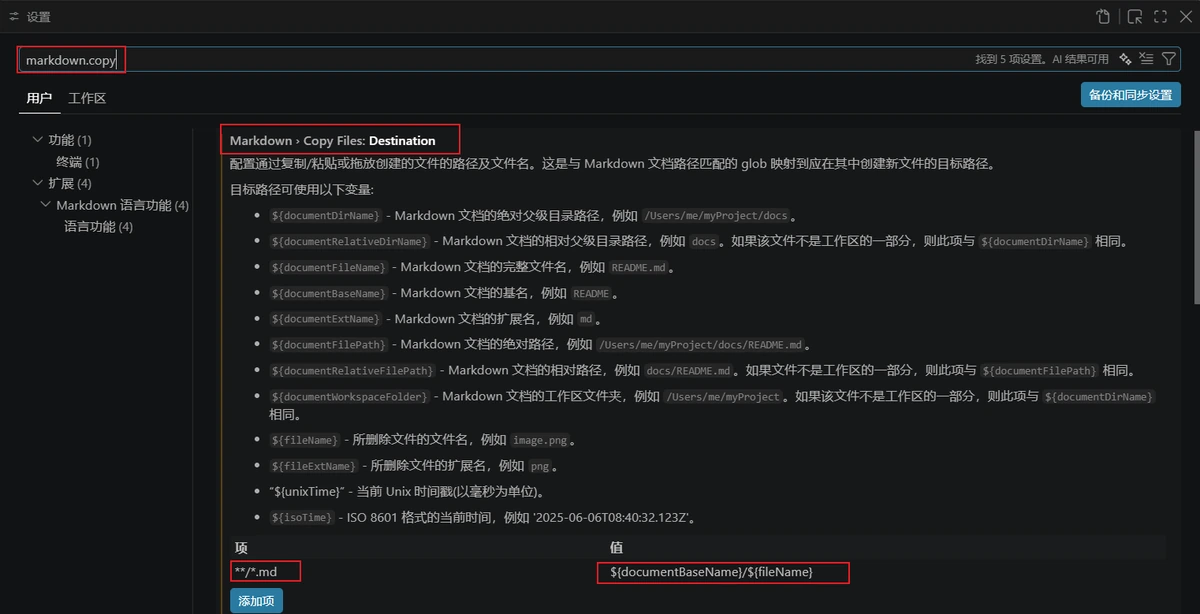 设置
markdown.copy
找到 5 项设置。AI 结果可用
用户
工作区
备份和同步设置
功能 (1)
终端 (1)
扩展 (4)
Markdown 语言功能 (4)
语言功能 (4)
Markdown › Copy Files: Destination
配置通过复制/粘贴或拖放创建的文件的路径及文件名。这是与 Markdown 文档路径匹配的 glob 映射到应在其中创建新文件的目标路径。
目标路径可使用以下变量:
• ${documentDirName} - Markdown 文档的绝对父级目录路径，例如 /Users/me/myProject/docs。
• ${documentRelativeDirName} - Markdown 文档的相对父级目录路径，例如 docs。如果该文件不是工作区的一部分，则此项与 ${documentDirName} 相同。
• ${documentFileName} - Markdown 文档的完整文件名，例如 README.md。
• ${documentBaseName} - Markdown 文档的基名，例如 README。
• ${documentExtName} - Markdown 文档的扩展名，例如 md。
• ${documentFilePath} - Markdown 文档的绝对路径，例如 /Users/me/myProject/docs/README.md。
• ${documentRelativeFilePath} - Markdown 文档的相对路径，例如 docs/README.md。如果文件不是工作区的一部分，则此项与 ${documentFilePath} 相同。
• ${documentWorkspaceFolder} - Markdown 文档的工作区文件夹，例如 /Users/me/myProject。如果该文件不是工作区的一部分，则此项与 ${documentDirName}
相同。
• ${fileName} - 所删除文件的文件名，例如 image.png。
• ${fileExtName} - 所删除文件的扩展名，例如 png。
• “${unixTime}” - 当前 Unix 时间戳(以毫秒为单位)。
• ${isoTime} - ISO 8601 格式的当前时间，例如 '2025-06-06T08:40:32.123Z'。
项
值
**/*.md
${documentBaseName}/${fileName}
添加项